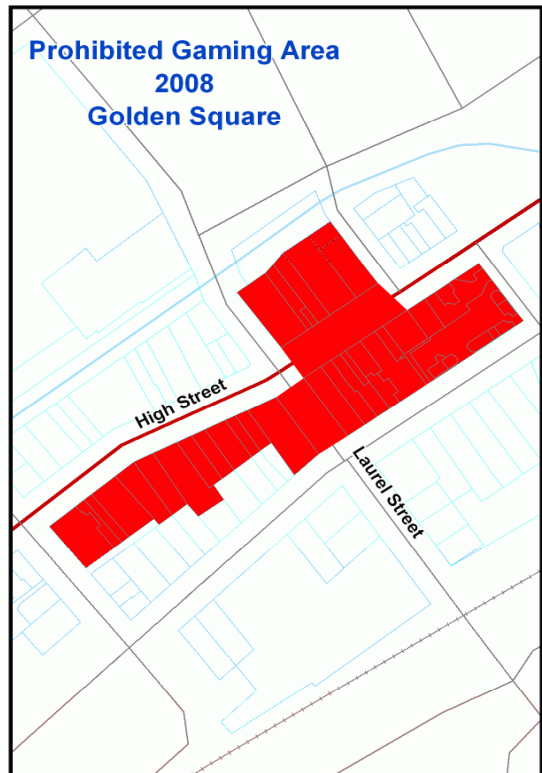 Prohibited Gaming Area
2008
Golden Square
High Street
Laurel Street